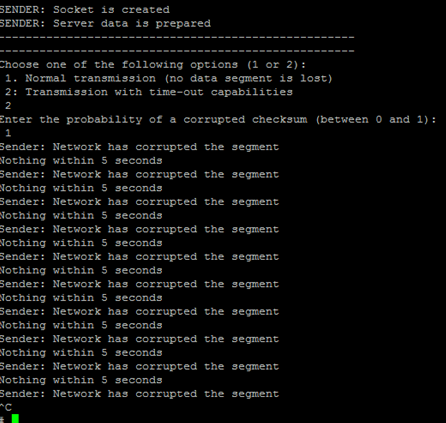 SENDER: Socket is created
SENDER: Server data is prepared
----------------------------------------------------
----------------------------------------------------
Choose one of the following options (1 or 2):
1. Normal transmission (no data segment is lost)
2: Transmission with time-out capabilities
2
Enter the probability of a corrupted checksum (between 0 and 1):
1
Sender: Network has corrupted the segment
Nothing within 5 seconds
Sender: Network has corrupted the segment
Nothing within 5 seconds
Sender: Network has corrupted the segment
Nothing within 5 seconds
Sender: Network has corrupted the segment
Nothing within 5 seconds
Sender: Network has corrupted the segment
Nothing within 5 seconds
Sender: Network has corrupted the segment
Nothing within 5 seconds
Sender: Network has corrupted the segment
Nothing within 5 seconds
Sender: Network has corrupted the segment
Nothing within 5 seconds
Sender: Network has corrupted the segment
Nothing within 5 seconds
Sender: Network has corrupted the segment
^C
#